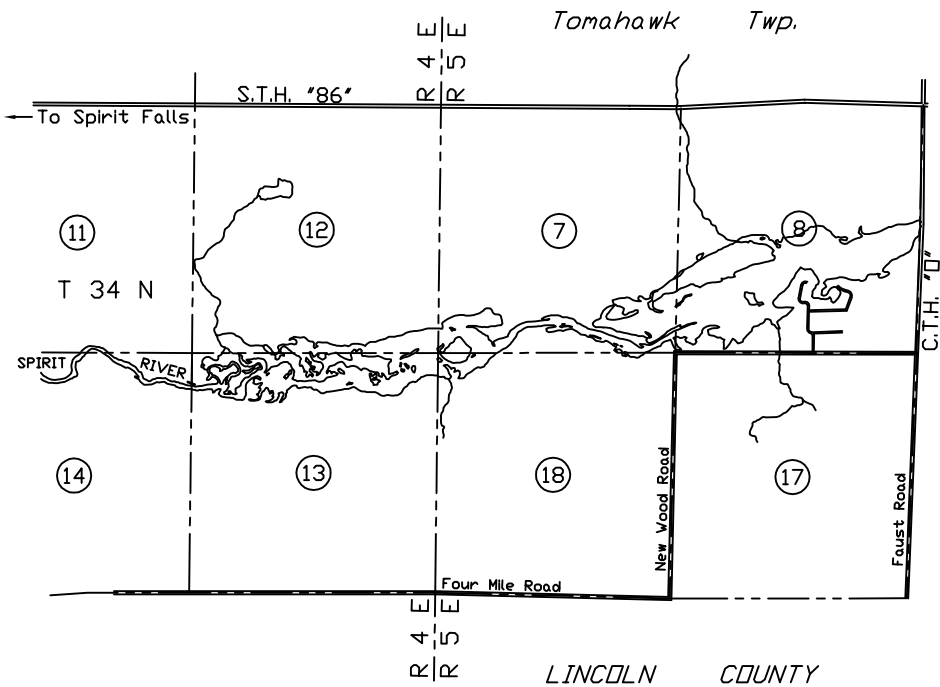 Tomahawk Twp.
R 4 E
R 5 E
S.T.H. "86"
To Spirit Falls
11
12
7
8
T 34 N
C.T.H. "O"
SPIRIT RIVER
14
13
18
17
New Wood Road
Faust Road
Four Mile Road
R 4 E
R 5 E
LINCOLN COUNTY